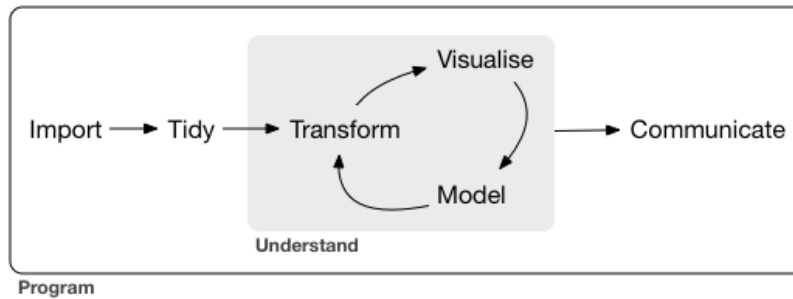 Visualise
Import
Tidy
Transform
Communicate
Model
Understand
Program